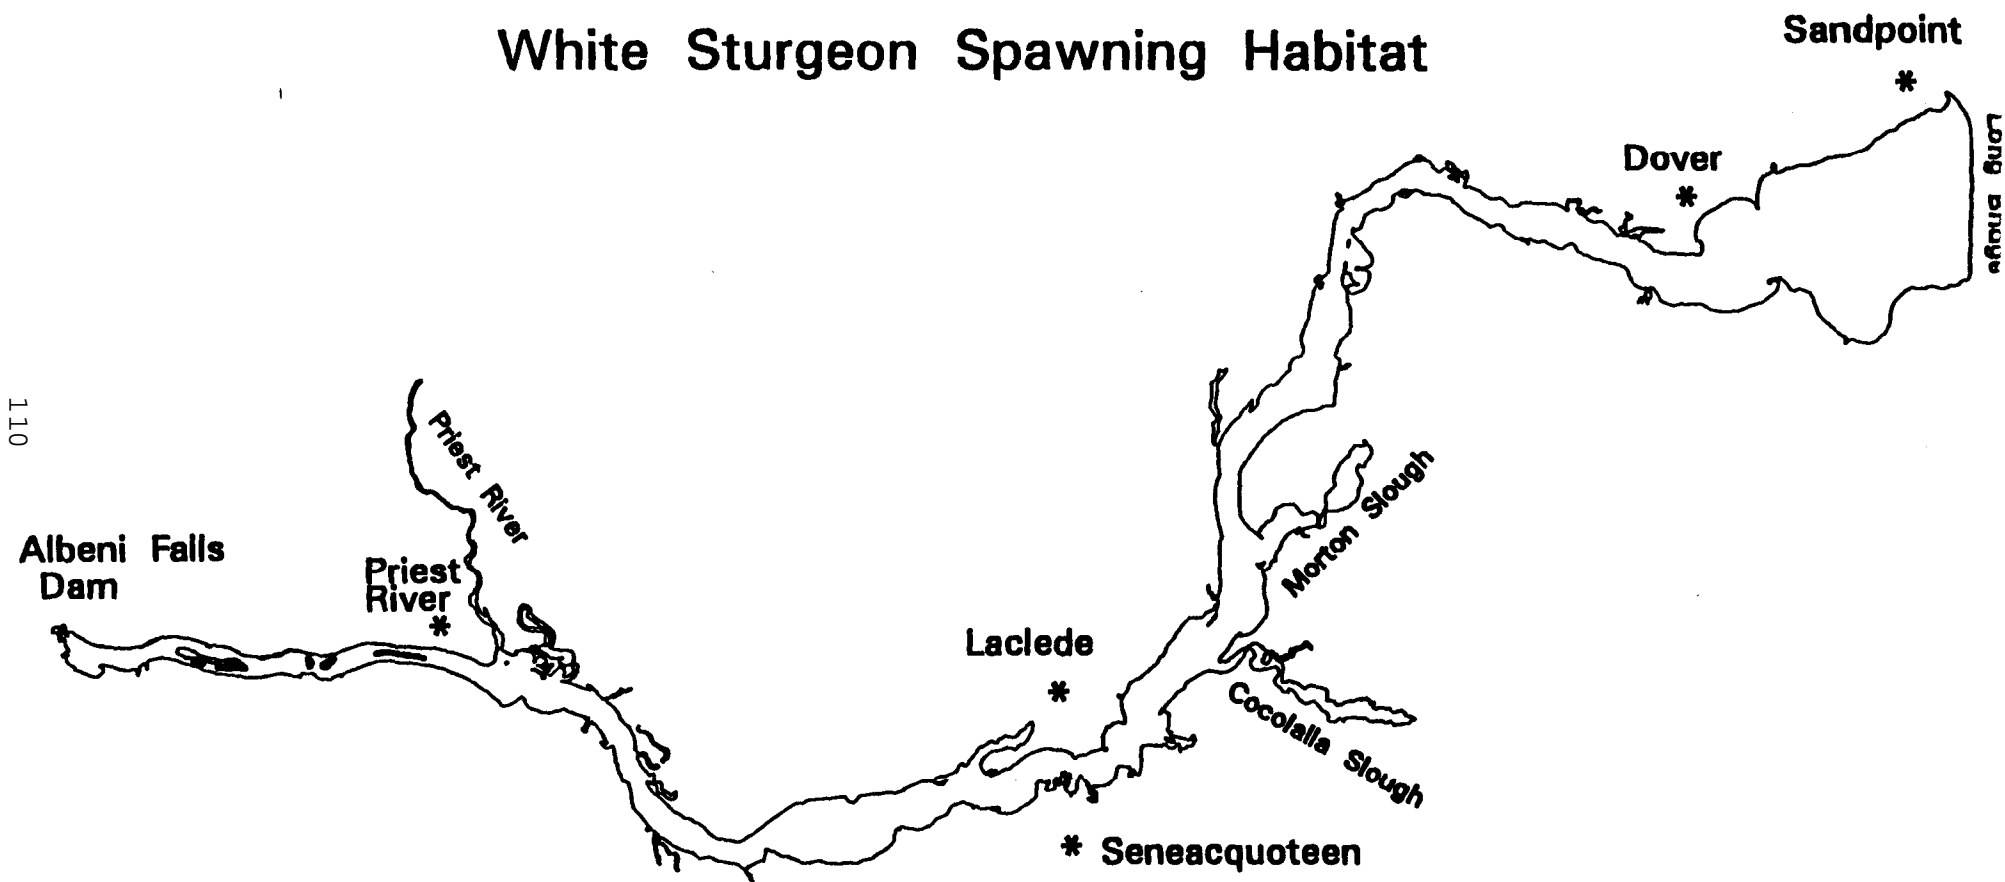 White Sturgeon Spawning Habitat
Sandpoint
Long Bridge
Dover
Priest River
Morton Slough
Albeni Falls
Dam
Priest
River
Laclede
Cocolalla Slough
Seneacquoteen
110